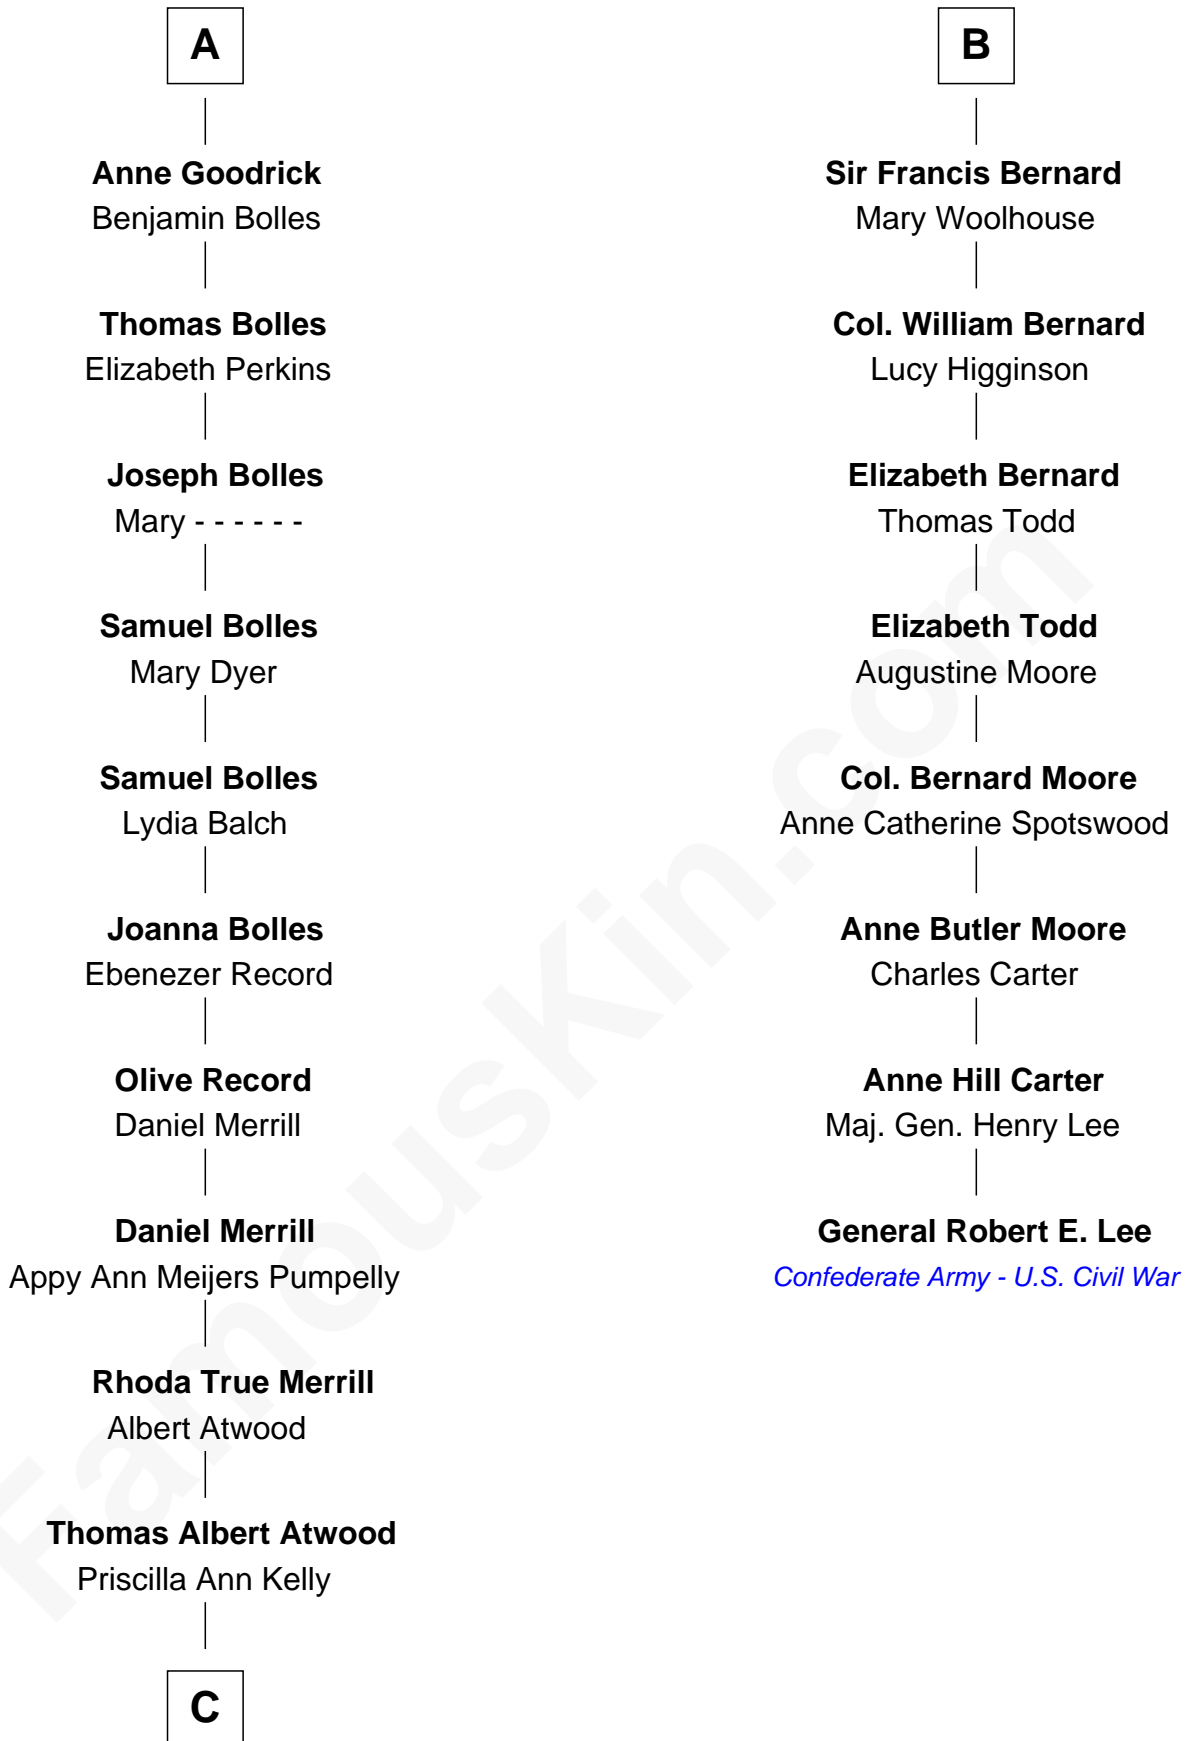 A
Anne Goodrick
Benjamin Bolles
Thomas Bolles
Elizabeth Perkins
Joseph Bolles
Mary - - - - - -
Samuel Bolles
Mary Dyer
Samuel Bolles
Lydia Balch
Joanna Bolles
Ebenezer Record
Olive Record
Daniel Merrill
Daniel Merrill
Appy Ann Meijers Pumpelly
Rhoda True Merrill
Albert Atwood
Thomas Albert Atwood
Priscilla Ann Kelly
C
B
Sir Francis Bernard
Mary Woolhouse
Col. William Bernard
Lucy Higginson
Elizabeth Bernard
Thomas Todd
Elizabeth Todd
Augustine Moore
Col. Bernard Moore
Anne Catherine Spotswood
Anne Butler Moore
Charles Carter
Anne Hill Carter
Maj. Gen. Henry Lee
General Robert E. Lee
Confederate Army - U.S. Civil War
FamousKin.com